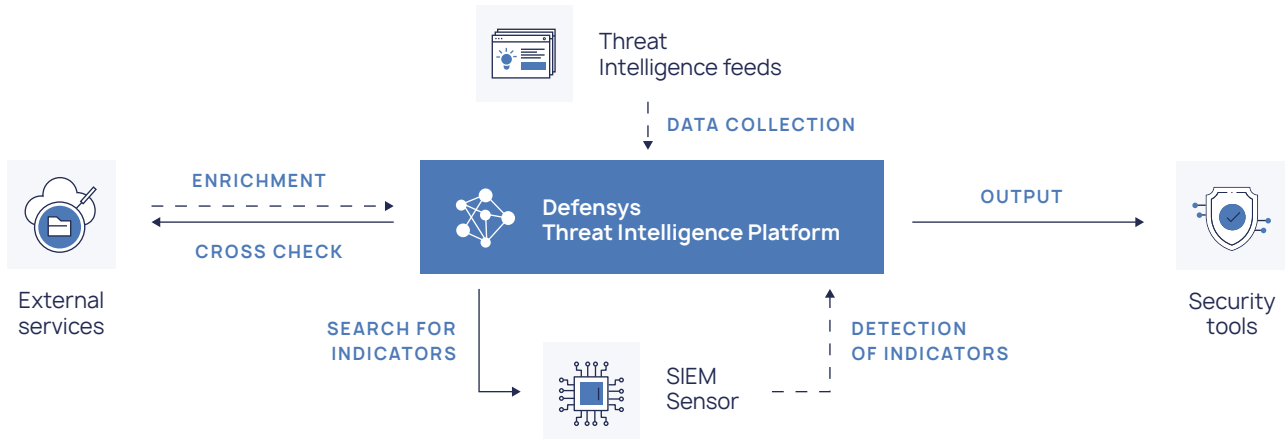 Threat
Intelligence feeds
DATA COLLECTION
ENRICHMENT
CROSS CHECK
External
services
Defensys
Threat Intelligence Platform
OUTPUT
Security
tools
SEARCH FOR
INDICATORS
SIEM
Sensor
DETECTION
OF INDICATORS